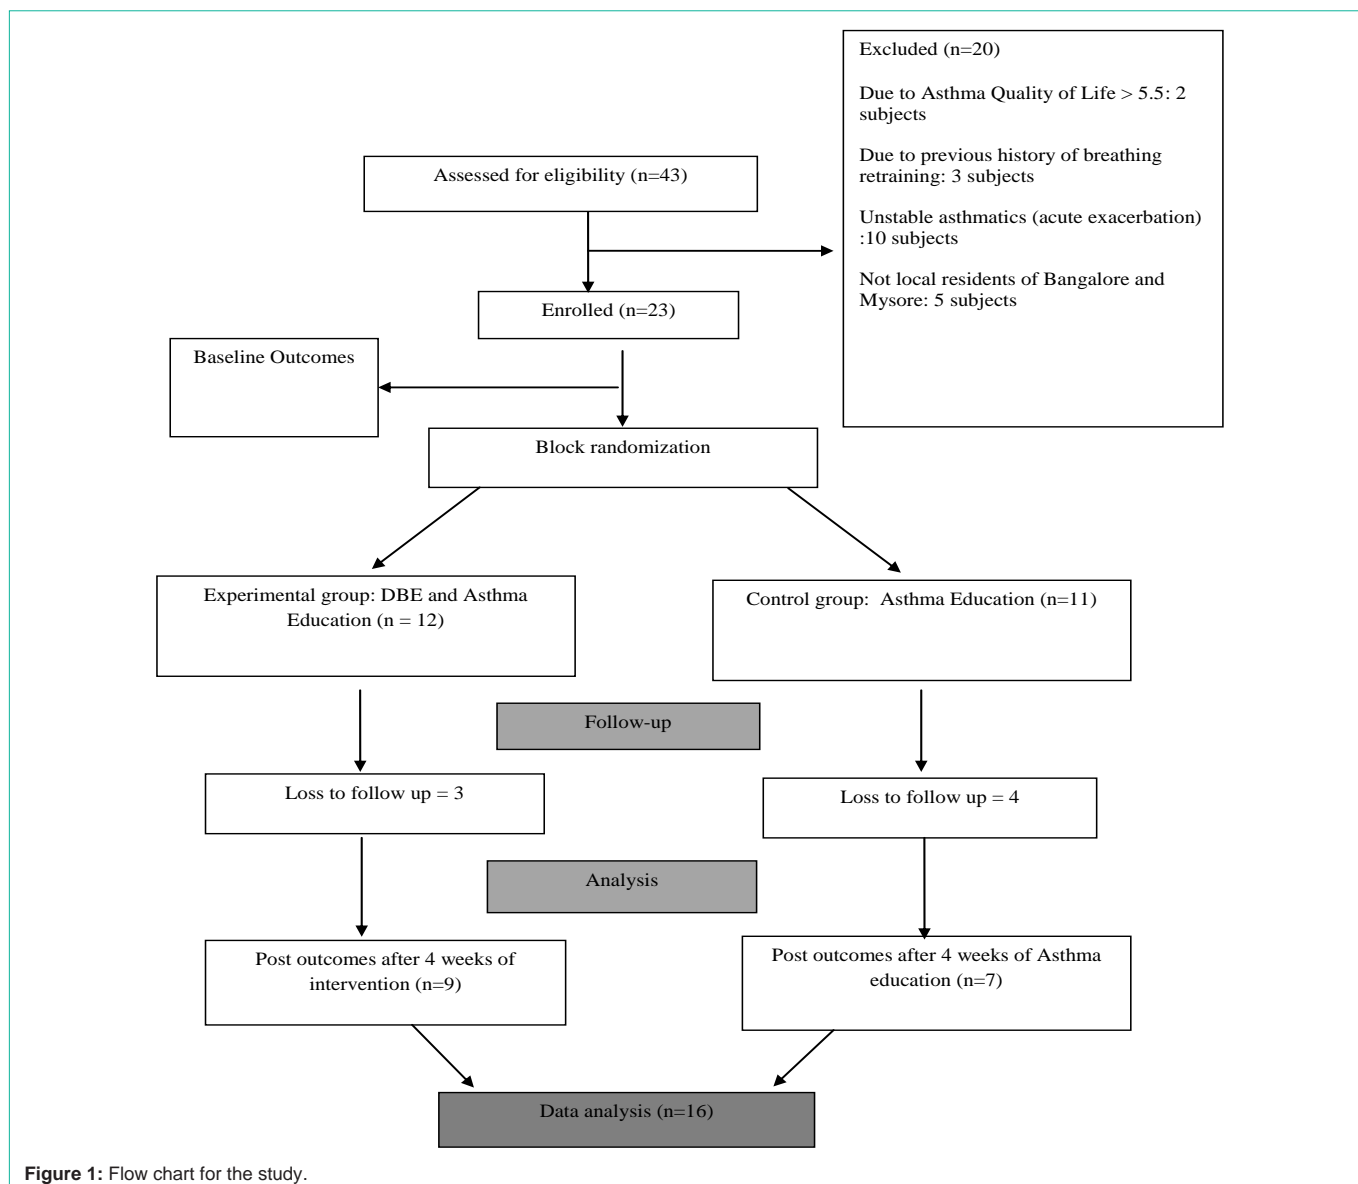 Excluded (n=20)
Due to Asthma Quality of Life > 5.5: 2
subjects
Due to previous history of breathing
retraining: 3 subjects
Unstable asthmatics (acute exacerbation)
:10 subjects
Not local residents of Bangalore and
Mysore: 5 subjects
Assessed for eligibility (n=43)
Enrolled (n=23)
Baseline Outcomes
Block randomization
Experimental group: DBE and Asthma
Education (n = 12)
Control group:  Asthma Education (n=11)
Follow-up
Loss to follow up = 3
Loss to follow up = 4
Analysis
Post outcomes after 4 weeks of
intervention (n=9)
Post outcomes after 4 weeks of Asthma
education (n=7)
Data analysis (n=16)
Figure 1: Flow chart for the study.